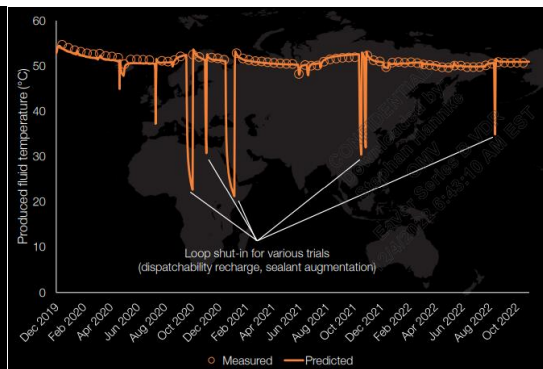 60
50
40
30
20
10
0
Produced fluid temperature (°C)
Loop shut-in for various trials
(dispatchability recharge, sealant augmentation)
Dec 2019
Feb 2020
Apr 2020
Jun 2020
Aug 2020
Oct 2020
Dec 2020
Feb 2021
Apr 2021
Jun 2021
Aug 2021
Oct 2021
Dec 2021
Feb 2022
Apr 2022
Jun 2022
Aug 2022
Oct 2022
Measured
Predicted